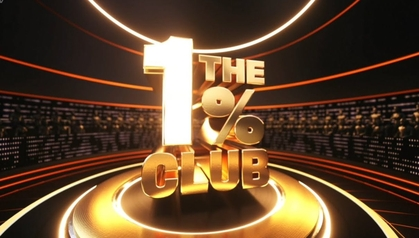 THE
1%
CLUB